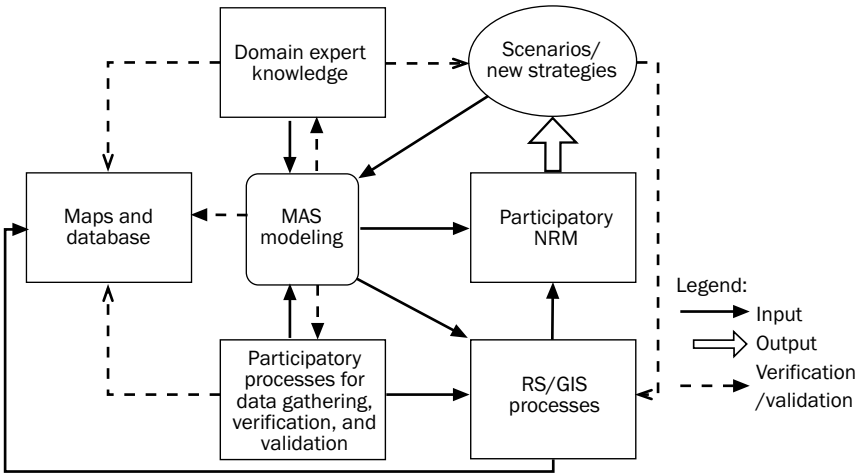 Domain expert
knowledge
Scenarios/
new strategies
Maps and
database
MAS
modeling
Participatory
NRM
Participatory
processes for
data gathering,
verification, and
validation
RS/GIS
processes
Legend:
Input
Output
Verification
/validation